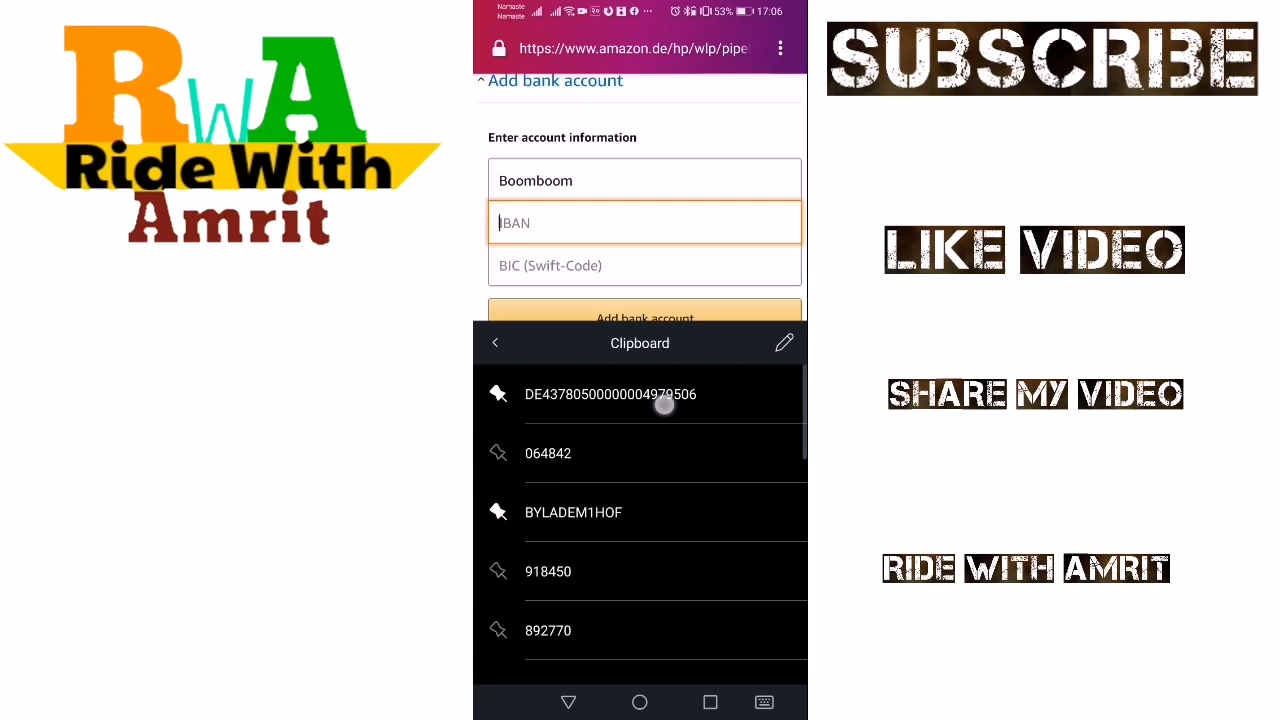 RWA
Ride With
Amrit
Namaste
Namaste
53% 17:06
https://www.amazon.de/hp/wlp/pipe
Add bank account
Enter account information
Boomboom
IBAN
BIC (Swift-Code)
Add bank account
Clipboard
DE43780500000004979506
064842
BYLADEM1HOF
918450
892770
SUBSCRIBE
LIKE VIDEO
SHARE MY VIDEO
RIDE WITH AMRIT